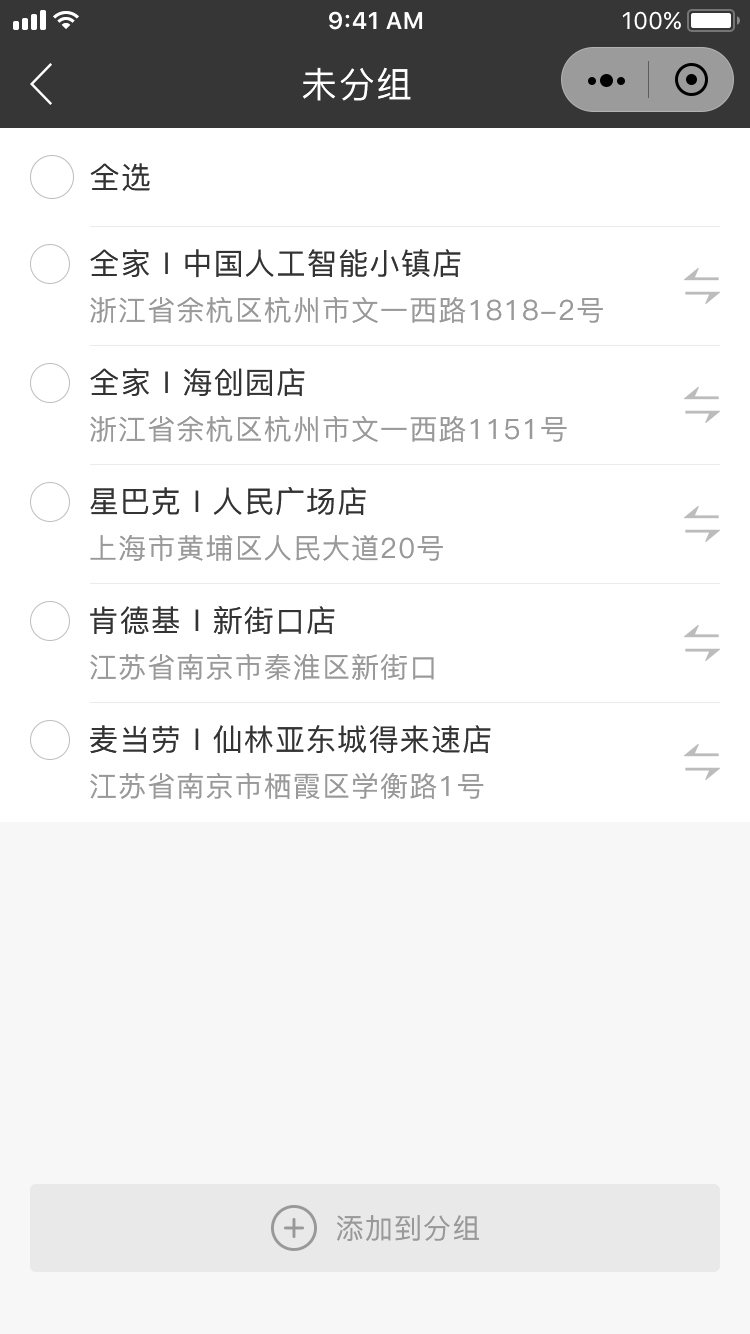 9:41 AM
100%
未分组
全选
全家 I 中国人工智能小镇店
浙江省余杭区杭州市文一西路1818-2号
全家 I 海创园店
浙江省余杭区杭州市文一西路1151号
星巴克 I 人民广场店
上海市黄埔区人民大道20号
肯德基 I 新街口店
江苏省南京市秦淮区新街口
麦当劳 I 仙林亚东城得来速店
江苏省南京市栖霞区学衡路1号
添加到分组